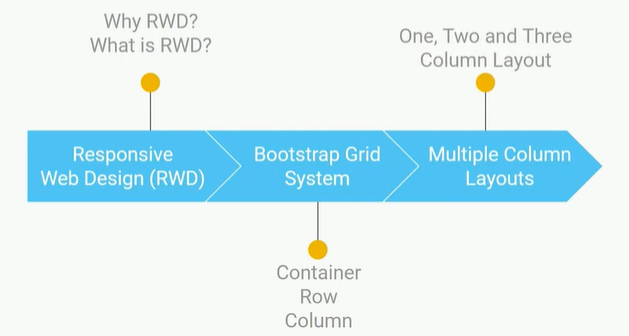 Why RWD?
What is RWD?
One, Two and Three
Column Layout
Responsive
Web Design (RWD)
Bootstrap Grid
System
Multiple Column
Layouts
Container
Row
Column